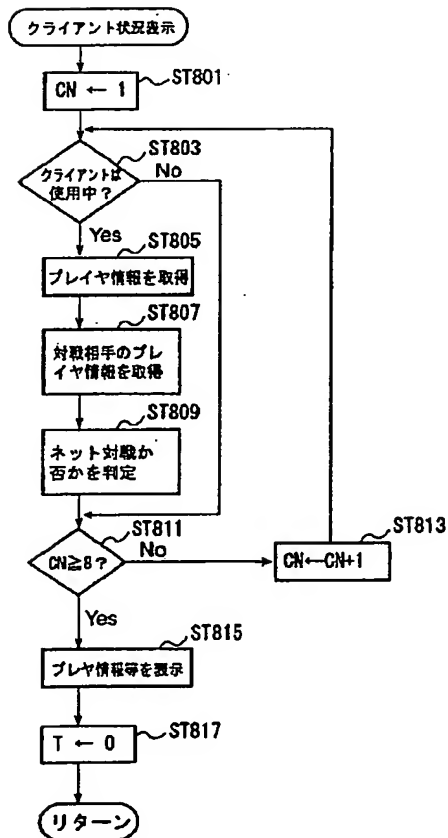 クライアント状況表示
CN ← 1
ST801
ST803
クライアントは
使用中？
No
Yes
ST805
プレイヤ情報を取得
ST807
対戦相手のプレ
イヤ情報を取得
ST809
ネット対戦か
否かを判定
ST811
CN≧8？
No
ST813
CN←CN+1
Yes
ST815
プレヤ情報等を表示
ST817
T ← 0
リターン